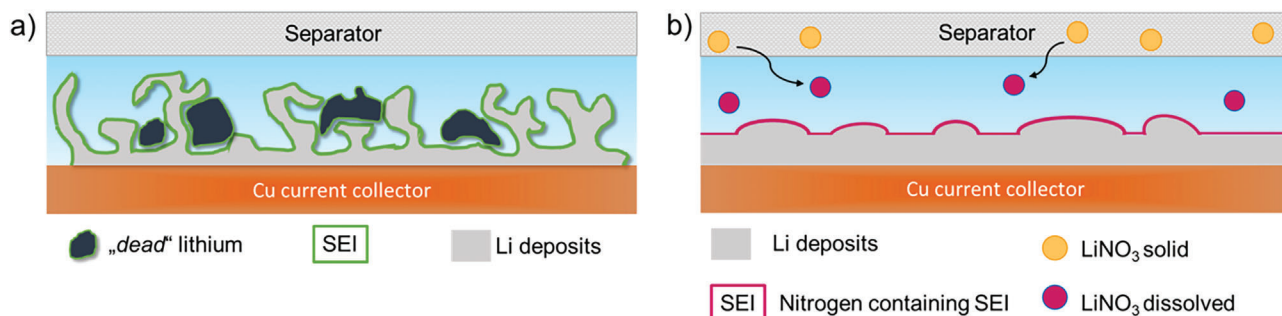 a)
Separator
Cu current collector
„dead“ lithium
SEI
Li deposits
b)
Separator
Cu current collector
Li deposits
LiNO₃ solid
SEI Nitrogen containing SEI
LiNO₃ dissolved